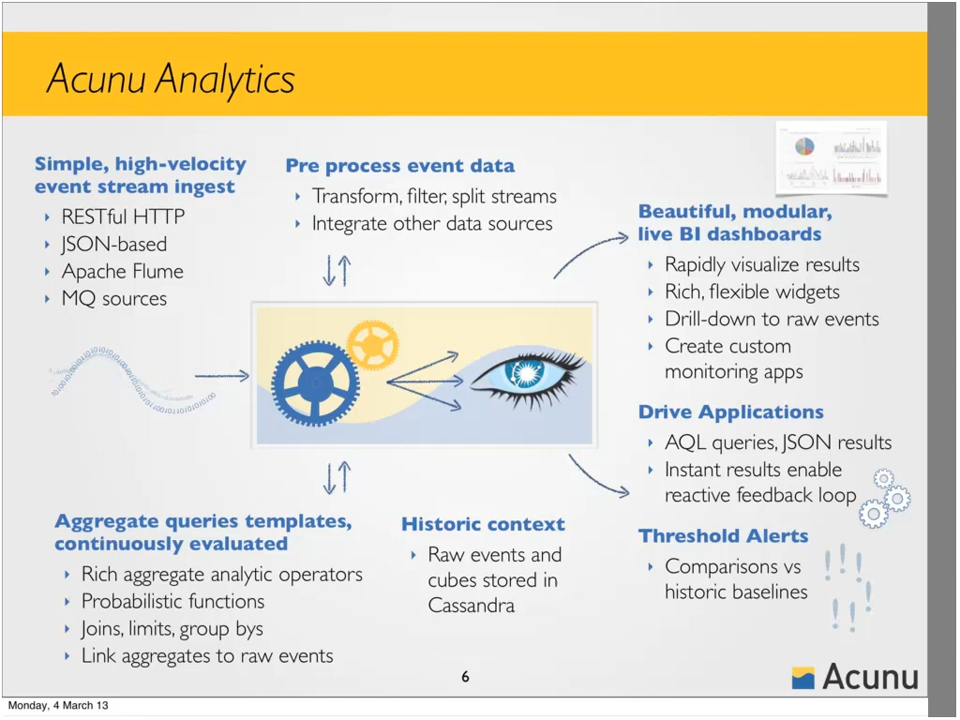 Acunu Analytics
Simple, high-velocity
event stream ingest
‣ RESTful HTTP
‣ JSON-based
‣ Apache Flume
‣ MQ sources
Pre process event data
‣ Transform, filter, split streams
‣ Integrate other data sources
Beautiful, modular,
live BI dashboards
‣ Rapidly visualize results
‣ Rich, flexible widgets
‣ Drill-down to raw events
‣ Create custom
monitoring apps
Drive Applications
‣ AQL queries, JSON results
‣ Instant results enable
reactive feedback loop
Threshold Alerts
‣ Comparisons vs
historic baselines
Aggregate queries templates,
continuously evaluated
‣ Rich aggregate analytic operators
‣ Probabilistic functions
‣ Joins, limits, group bys
‣ Link aggregates to raw events
Historic context
‣ Raw events and
cubes stored in
Cassandra
! ! !
! ! !
6
Acunu
Monday, 4 March 13